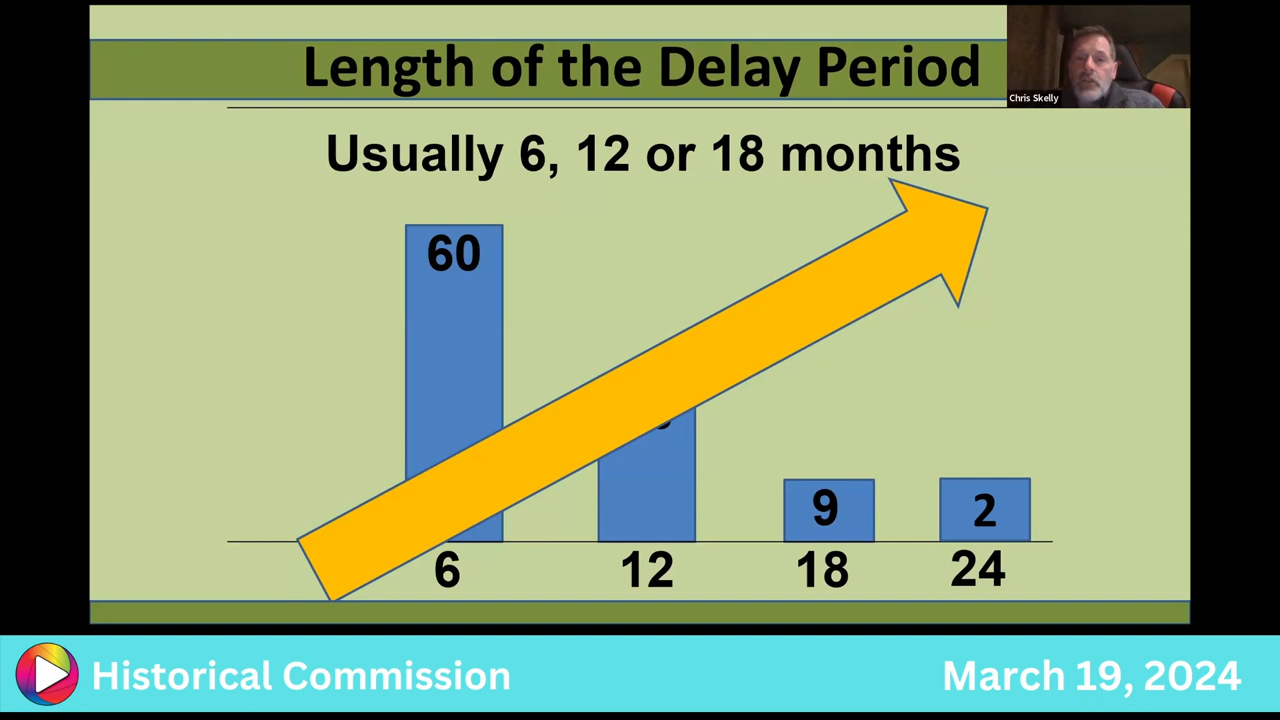 Length of the Delay Period
Chris Skelly
Usually 6, 12 or 18 months
60
9
2
6
12
18
24
Historical Commission
March 19, 2024